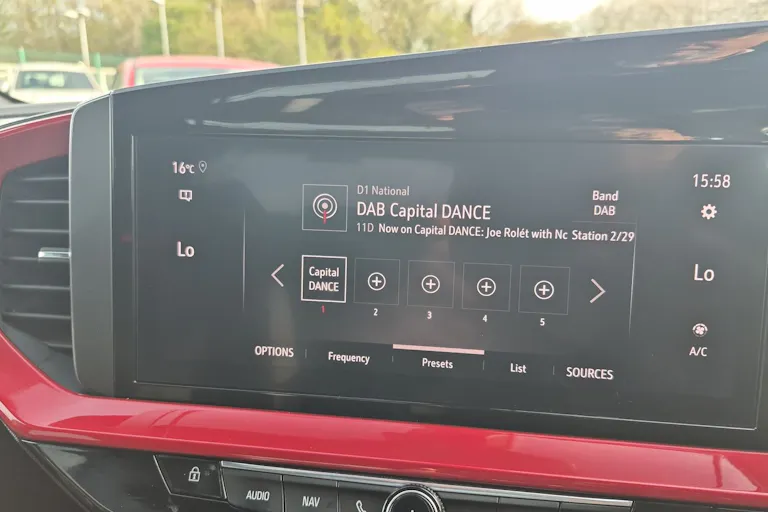 16°C
D1 National
DAB Capital DANCE
11D Now on Capital DANCE: Joe Rolét with Nc Station 2/29
Band
DAB
15:58
Lo
Lo
Capital
DANCE
1
2
3
4
5
A/C
OPTIONS
Frequency
Presets
List
SOURCES
AUDIO
NAV